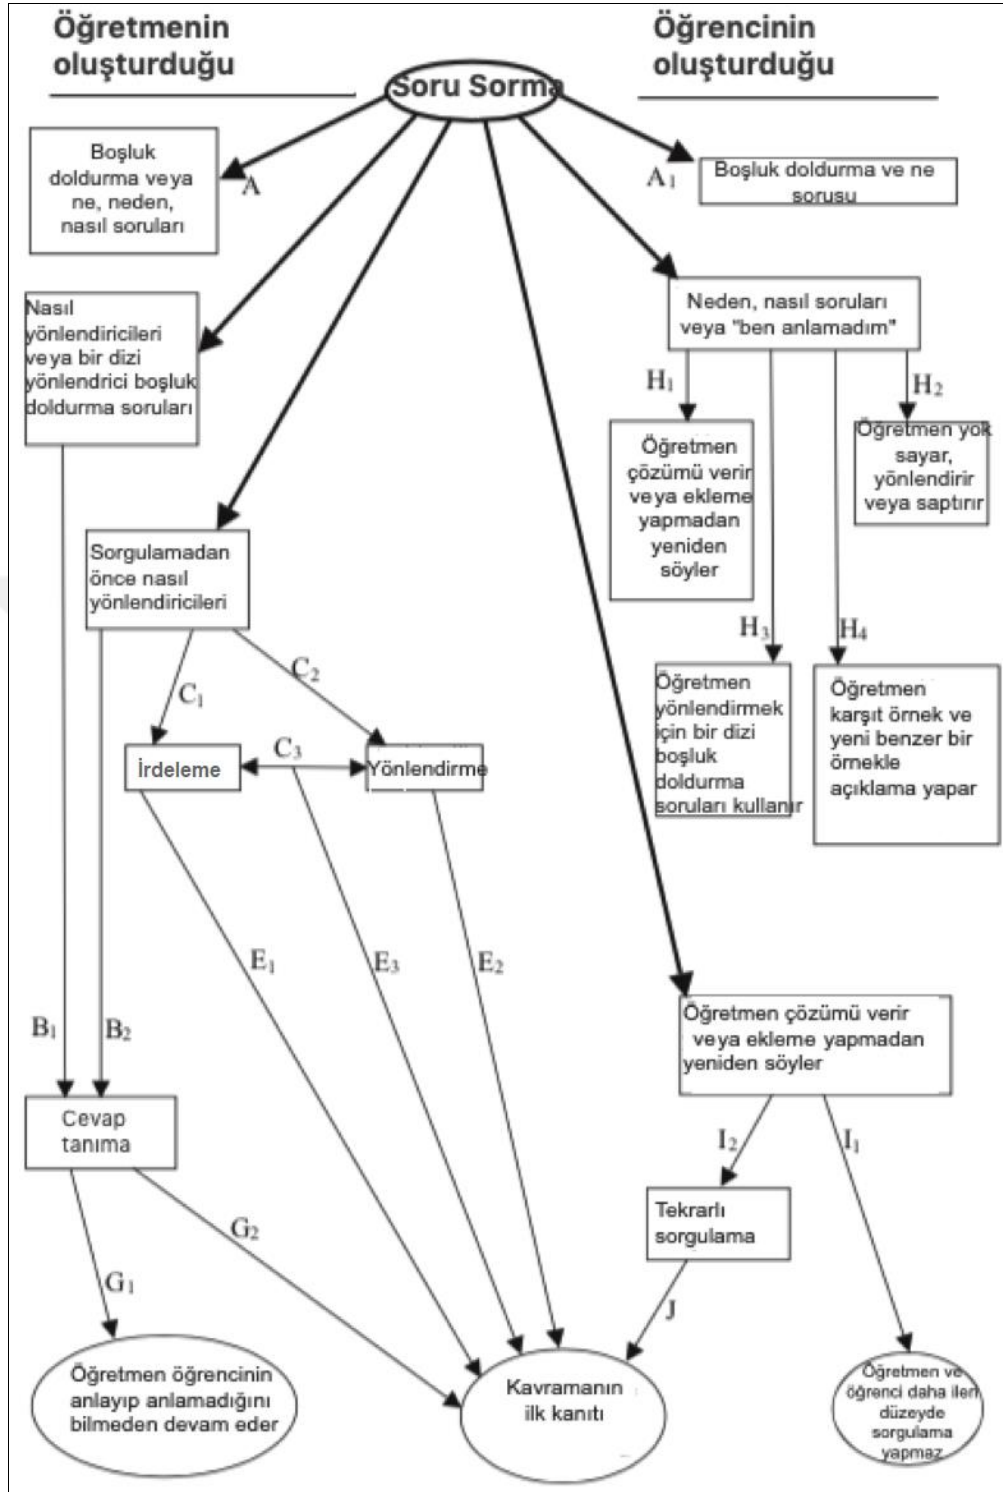 Öğretmenin
oluşturduğu
Öğrencinin
oluşturduğu
Soru Sorma
Boşluk
doldurma veya
ne, neden,
nasıl soruları
A
A1
Boşluk doldurma ve ne
sorusu
Nasıl
yönlendiricileri
veya bir dizi
yönlendrici boşluk
doldurma soruları
Neden, nasıl soruları
veya "ben anlamadım"
H1
H2
Öğretmen
çözümü verir
veya ekleme
yapmadan
yeniden
söyler
Öğretmen yok
sayar,
yönlendirir
veya saptırır
Sorgulamadan
önce nasıl
yönlendiricileri
H3
H4
C1
C2
Öğretmen
yönlendirmek
için bir dizi
boşluk
doldurma
soruları kullanır
Öğretmen
karşıt örnek ve
yeni benzer bir
örnekle
açıklama yapar
İrdeleme
C3
Yönlendirme
E1
E3
E2
B1
B2
Öğretmen çözümü verir
veya ekleme yapmadan
yeniden söyler
Cevap
tanıma
I2
I1
Tekrarlı
sorgulama
G2
G1
J
Öğretmen öğrencinin
anlayıp anlamadığını
bilmeden devam eder
Kavramanın
ilk kanıtı
Öğretmen ve
öğrenci daha ileri
düzeyde
sorgulama
yapmaz